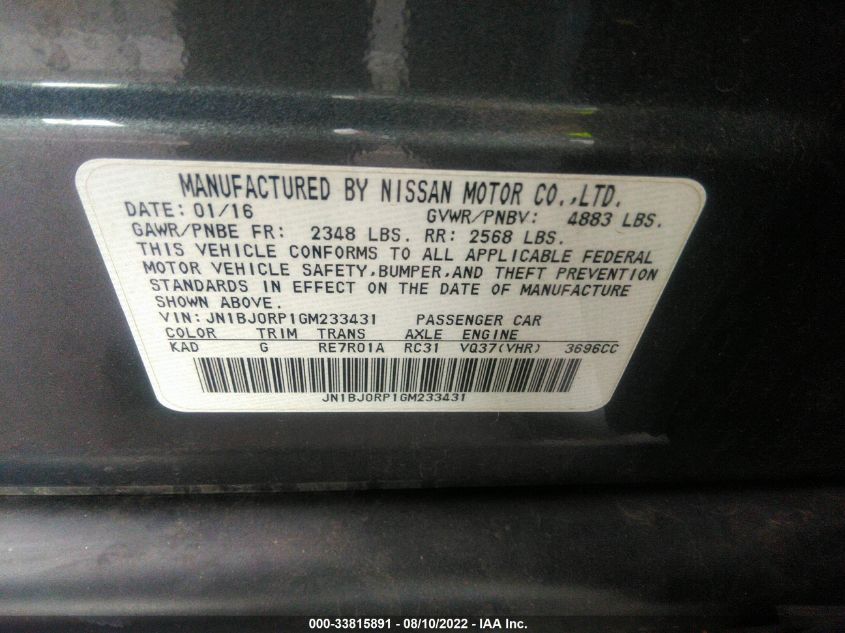 MANUFACTURED BY NISSAN MOTOR CO.,LTD.
DATE: 01/16 GVWR/PNBV: 4883 LBS.
GAWR/PNBE FR: 2348 LBS. RR: 2568 LBS.
THIS VEHICLE CONFORMS TO ALL APPLICABLE FEDERAL
MOTOR VEHICLE SAFETY,BUMPER,AND THEFT PREVENTION
STANDARDS IN EFFECT ON THE DATE OF MANUFACTURE
SHOWN ABOVE.
VIN: JN1BJ0RP1GM233431 PASSENGER CAR
COLOR TRIM TRANS AXLE ENGINE
KAD G RE7R01A RC31 VQ37(VHR) 3696CC
JN1BJ0RP1GM233431
000-33815891 - 08/10/2022 - IAA Inc.